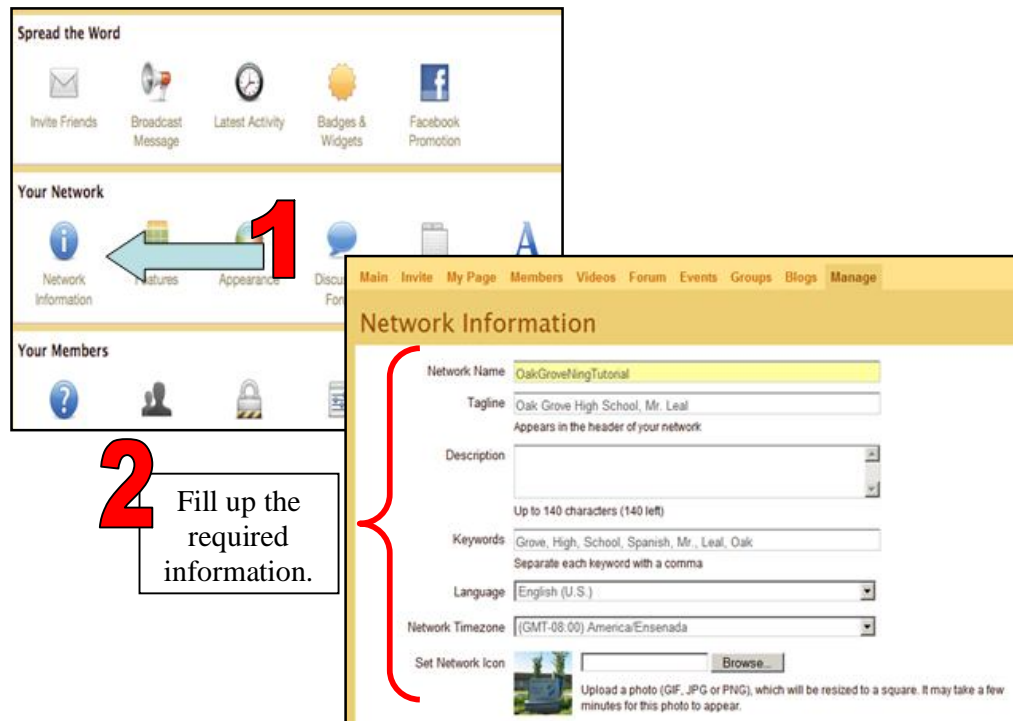 Spread the Word
Invite Friends
Broadcast Message
Latest Activity
Badges & Widgets
Facebook Promotion
Your Network
1
Network Information
Features
Appearance
Your Members
2
Fill up the
required
information.
Main Invite My Page Members Videos Forum Events Groups Blogs Manage
Network Information
Network Name OakGroveNingTutorial
Tagline Oak Grove High School, Mr. Leal
Appears in the header of your network
Description
Up to 140 characters (140 left)
Keywords Grove, High, School, Spanish, Mr., Leal, Oak
Separate each keyword with a comma
Language English (U.S.)
Network Timezone (GMT-08:00) America/Ensenada
Set Network Icon Browse...
Upload a photo (GIF, JPG or PNG), which will be resized to a square. It may take a few
minutes for this photo to appear.